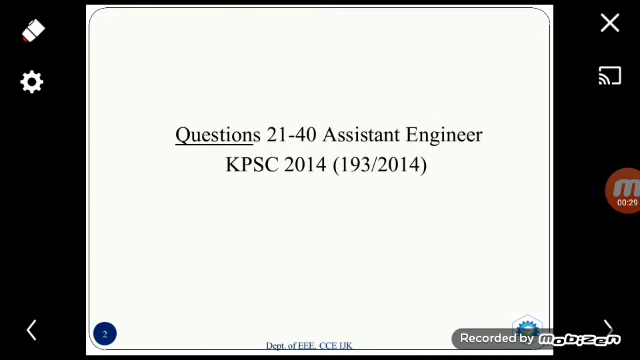 Questions 21-40 Assistant Engineer
KPSC 2014 (193/2014)
00:29
2
Dept. of EEE, CCE IJK
Recorded by mobizen